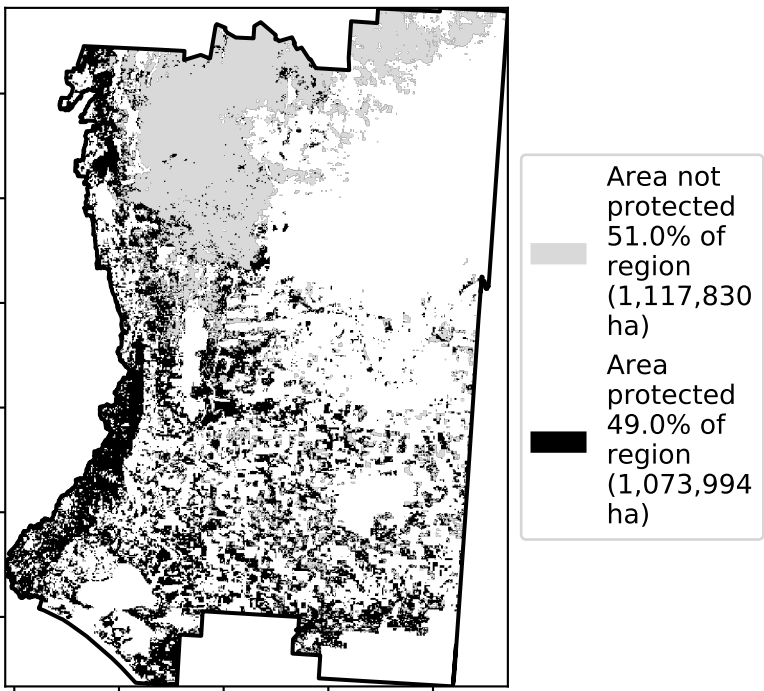 Area not
protected
51.0% of
region
(1,117,830
ha)
Area
protected
49.0% of
region
(1,073,994
ha)